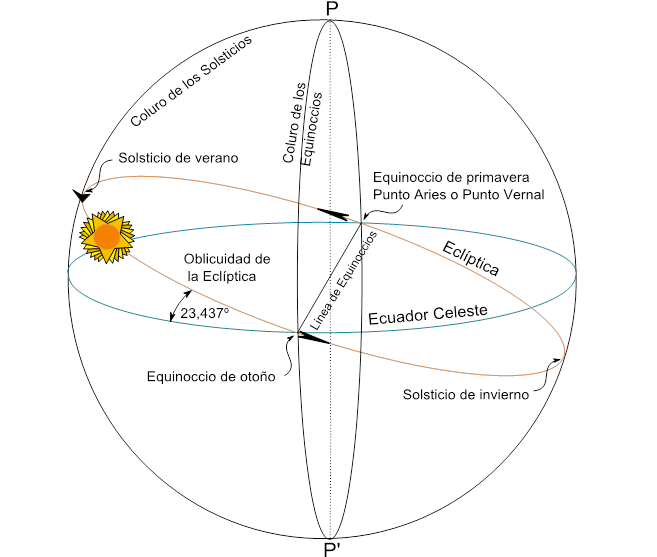 P
Coluro de los Solsticios
Coluro de los
Equinoccios
Solsticio de verano
Equinoccio de primavera
Punto Aries o Punto Vernal
Oblicuidad de
la Eclíptica
23,437º
Línea de Equinoccios
Eclíptica
Ecuador Celeste
Equinoccio de otoño
Solsticio de invierno
P'